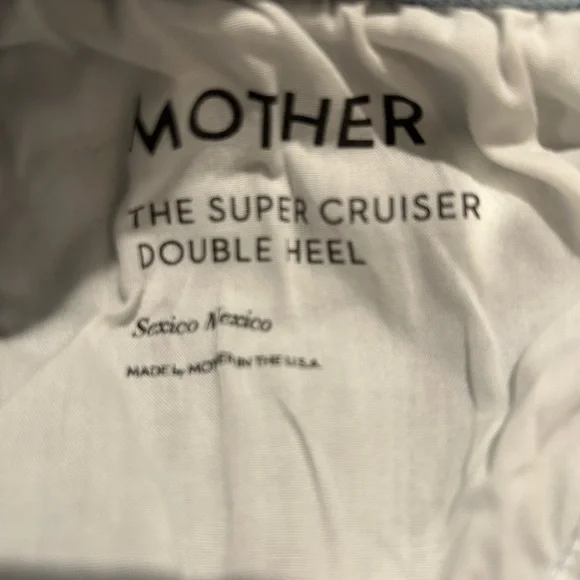 MOTHER
THE SUPER CRUISER
DOUBLE HEEL
Sexico Mexico
MADE by MOTHER IN THE U.S.A.